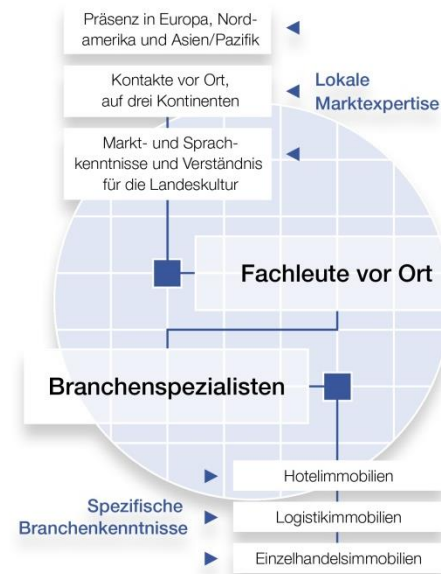 Präsenz in Europa, Nord-
amerika und Asien/Pazifik
Kontakte vor Ort,
auf drei Kontinenten
Lokale
Marktexpertise
Markt- und Sprach-
kenntnisse und Verständnis
für die Landeskultur
Fachleute vor Ort
Branchenspezialisten
Hotelimmobilien
Spezifische
Branchenkenntnisse
Logistikimmobilien
Einzelhandelsimmobilien